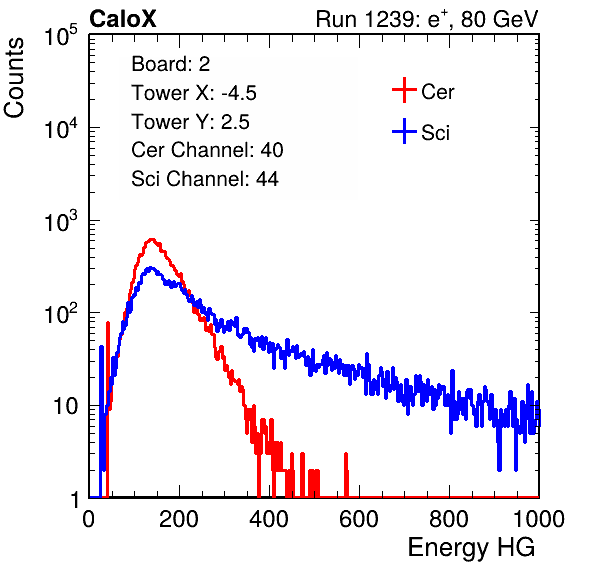 CaloX Run 1239: e+, 80 GeV
Counts
Board: 2
Tower X: -4.5
Tower Y: 2.5
Cer Channel: 40
Sci Channel: 44
Cer
Sci
10^5
10^4
10^3
10^2
10
1
0 200 400 600 800 1000
Energy HG